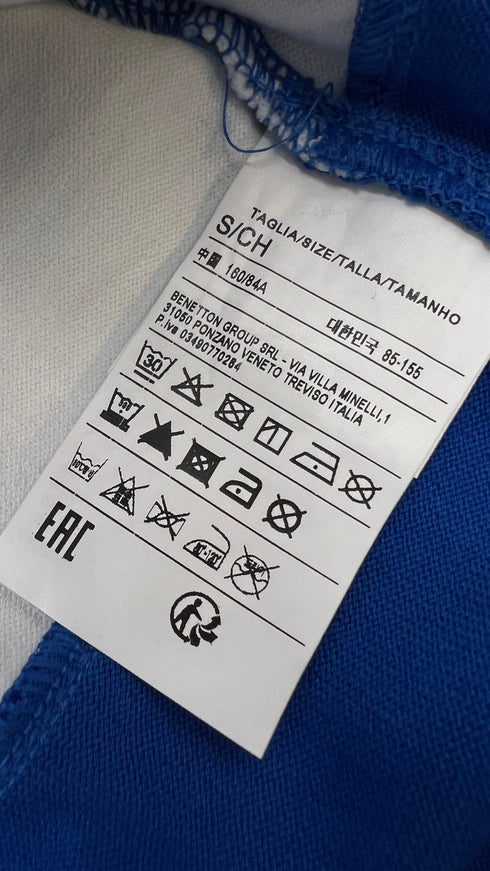 TAGLIA/SIZE/TALLA/TAMANHO
S/CH
中国 160/84A 대한민국 85-155
BENETTON GROUP SRL - VIA VILLA MINELLI,1
31050 PONZANO VENETO TREVISO ITALIA
P.iva 03490770264
30
EAC